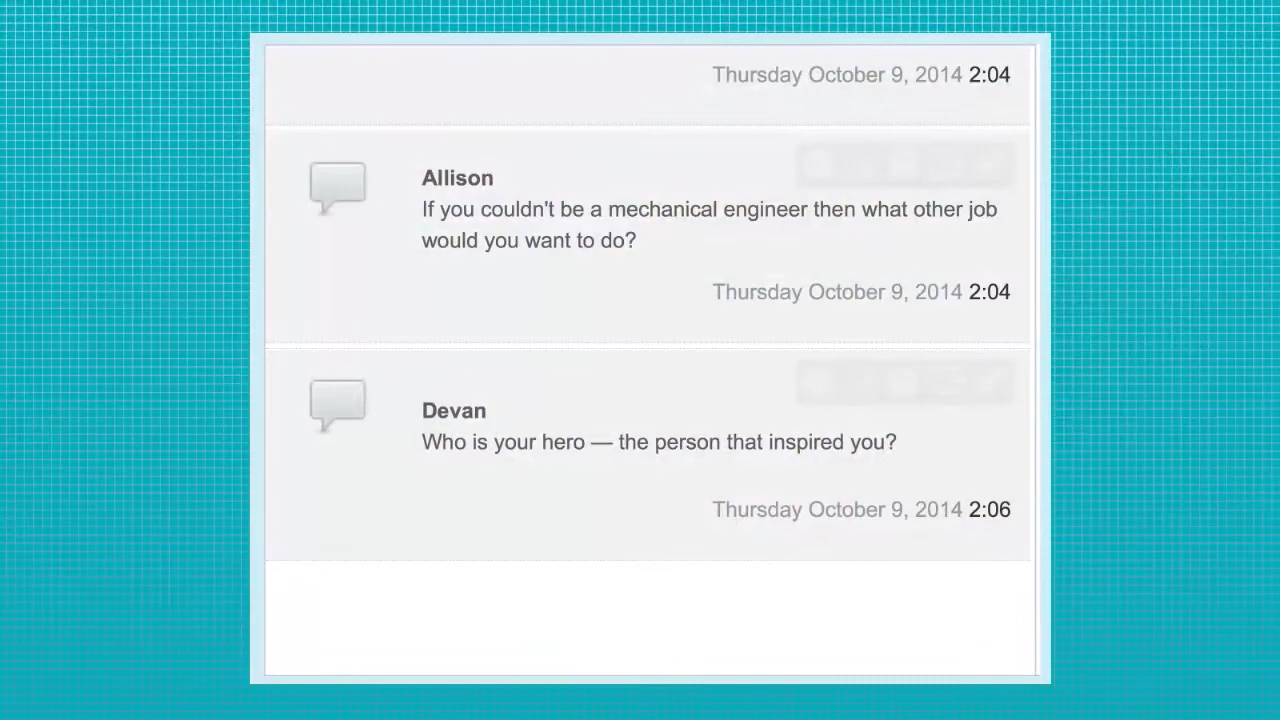 Thursday October 9, 2014 2:04
Allison
If you couldn't be a mechanical engineer then what other job
would you want to do?
Thursday October 9, 2014 2:04
Devan
Who is your hero — the person that inspired you?
Thursday October 9, 2014 2:06